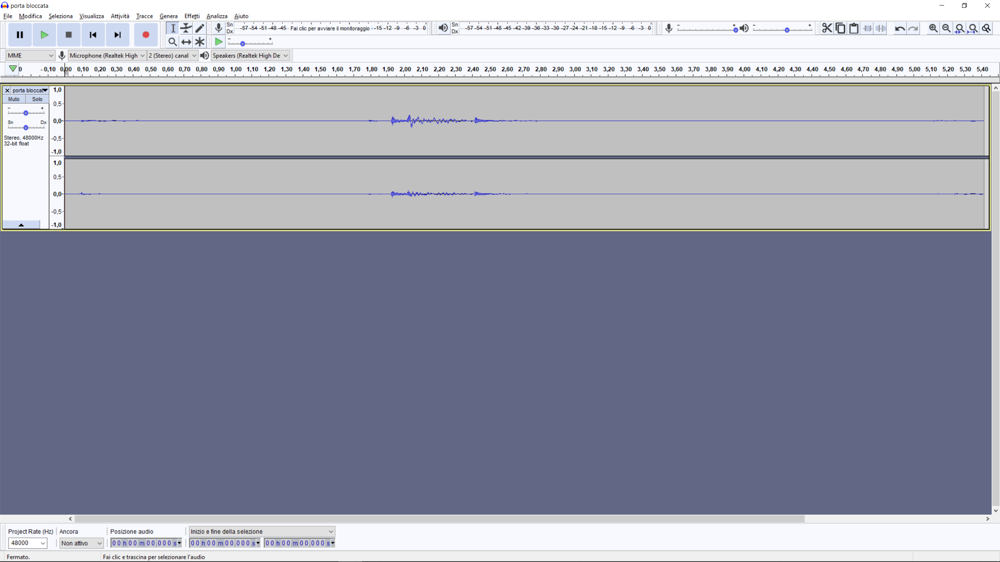 porta bloccata
File Modifica Seleziona Visualizza Attività Tracce Genera Effetti Analizza Aiuto
Sn
Dx
-57 -54 -51 -48 -45 Fai clic per avviare il monitoraggio -15 -12 -9 -6 -3 0
Sn
Dx
-57 -54 -51 -48 -45 -42 -39 -36 -33 -30 -27 -24 -21 -18 -15 -12 -9 -6 -3 0
- +
- +
- +
MME Microphone (Realtek High 2 (Stereo) canal Speakers (Realtek High De
0 -0,10 0,00 0,10 0,20 0,30 0,40 0,50 0,60 0,70 0,80 0,90 1,00 1,10 1,20 1,30 1,40 1,50 1,60 1,70 1,80 1,90 2,00 2,10 2,20 2,30 2,40 2,50 2,60 2,70 2,80 2,90 3,00 3,10 3,20 3,30 3,40 3,50 3,60 3,70 3,80 3,90 4,00 4,10 4,20 4,30 4,40 4,50 4,60 4,70 4,80 4,90 5,00 5,10 5,20 5,30 5,40
porta bloccat
Muto Solo
- +
Sn Dx
Stereo, 48000Hz
32-bit float
1,0
0,5
0,0
-0,5
-1,0
1,0
0,5
0,0
-0,5
-1,0
Project Rate (Hz) Ancora Posizione audio Inizio e fine della selezione
48000 Non attivo 00 h 00 m 00.000 s 00 h 00 m 00.000 s 00 h 00 m 00.000 s
Fermato. Fai clic e trascina per selezionare l'audio